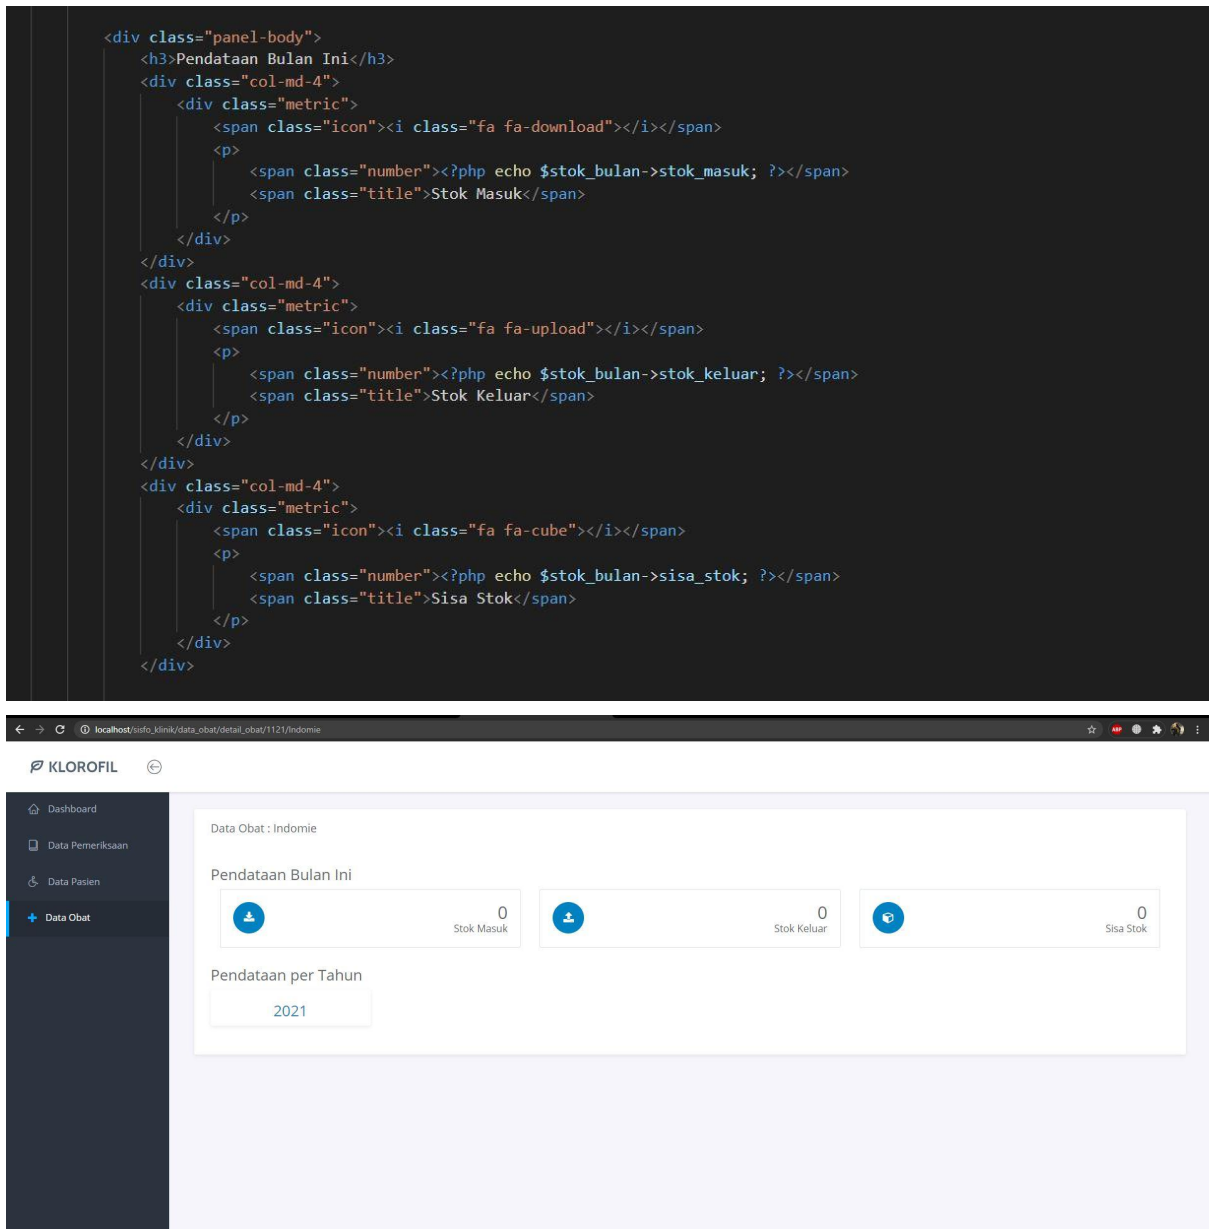 <div class="panel-body">
<h3>Pendataan Bulan Ini</h3>
<div class="col-md-4">
<div class="metric">
<span class="icon"><i class="fa fa-download"></i></span>
<p>
<span class="number"><?php echo $stok_bulan->stok_masuk; ?></span>
<span class="title">Stok Masuk</span>
</p>
</div>
</div>
<div class="col-md-4">
<div class="metric">
<span class="icon"><i class="fa fa-upload"></i></span>
<p>
<span class="number"><?php echo $stok_bulan->stok_keluar; ?></span>
<span class="title">Stok Keluar</span>
</p>
</div>
</div>
<div class="col-md-4">
<div class="metric">
<span class="icon"><i class="fa fa-cube"></i></span>
<p>
<span class="number"><?php echo $stok_bulan->sisa_stok; ?></span>
<span class="title">Sisa Stok</span>
</p>
</div>
</div>
localhost/sisfo_klinik/data_obat/detail_obat/1121/Indomie
ABP
KLOROFIL
Dashboard
Data Pemeriksaan
Data Pasien
Data Obat
Data Obat : Indomie
Pendataan Bulan Ini
0
Stok Masuk
0
Stok Keluar
0
Sisa Stok
Pendataan per Tahun
2021